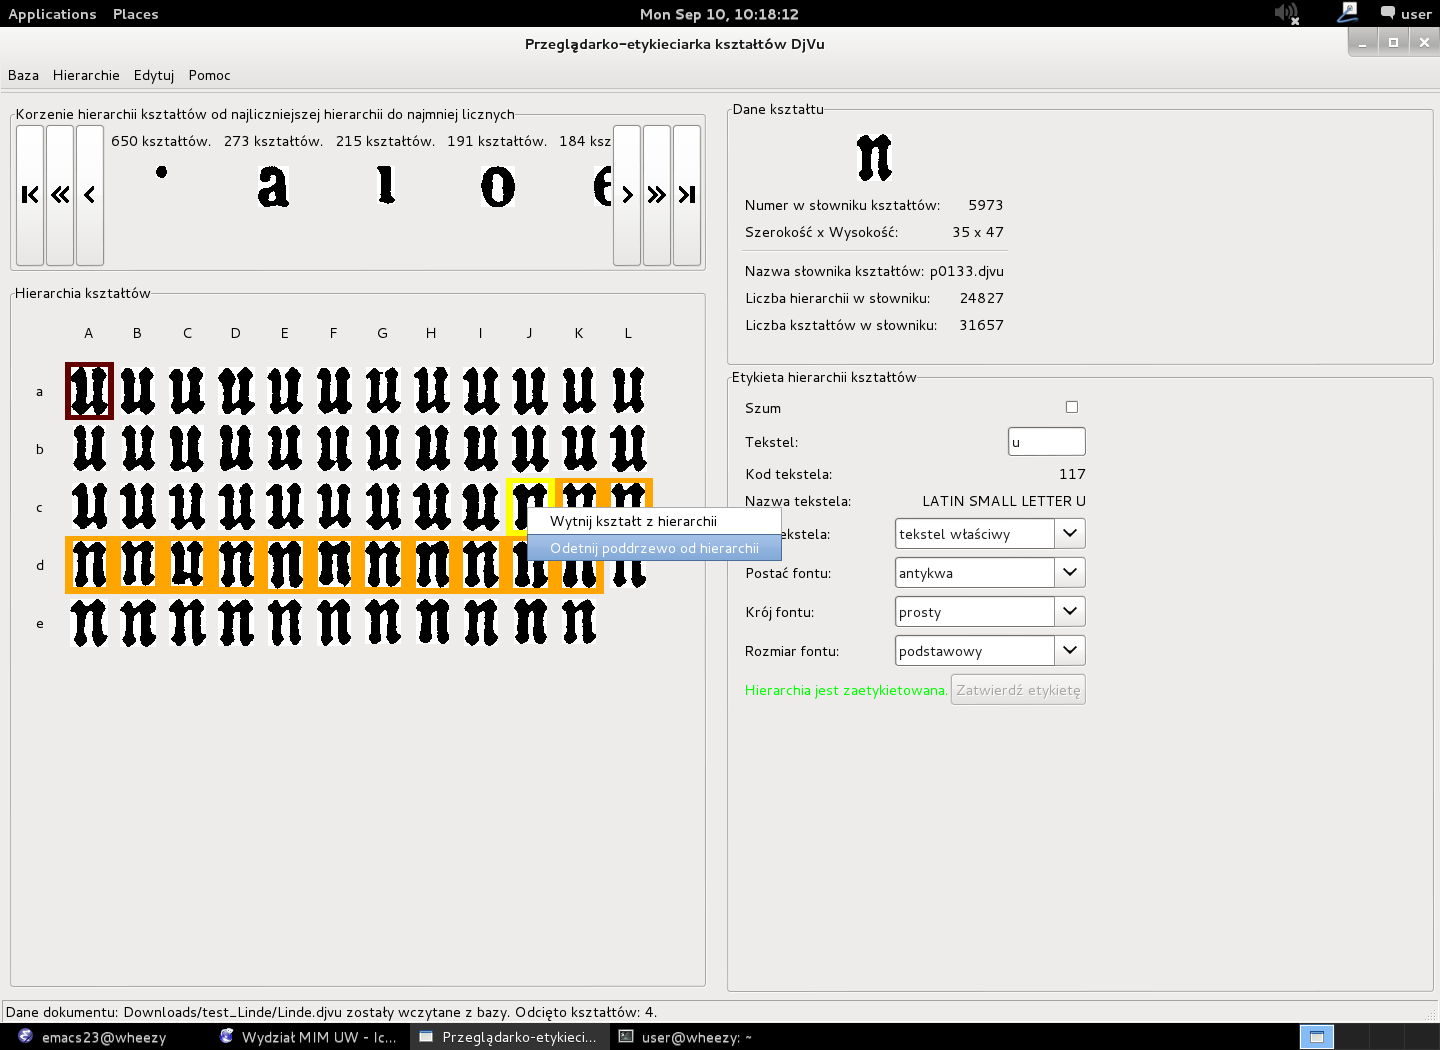 Applications Places Mon Sep 10, 10:18:12 user
Przeglądarko-etykieciarka kształtów DjVu
Baza Hierarchie Edytuj Pomoc
Korzenie hierarchii kształtów od najliczniejszej hierarchii do najmniej licznych
650 kształtów. 273 kształtów. 215 kształtów. 191 kształtów. 184 ksz
a ı o
Hierarchia kształtów
A B C D E F G H I J K L
a u u u u u u u u u u u u
b u u u u u u u u u u u u
c u u u u u u u u u n n n
d n n u n n n n n n n n n
e n n n n n n n n n n n
Wytnij kształt z hierarchii
Odetnij poddrzewo od hierarchii
Dane kształtu
n
Numer w słowniku kształtów: 5973
Szerokość x Wysokość: 35 x 47
Nazwa słownika kształtów: p0133.djvu
Liczba hierarchii w słowniku: 24827
Liczba kształtów w słowniku: 31657
Etykieta hierarchii kształtów
Szum
Tekstel: u
Kod tekstela: 117
Nazwa tekstela: LATIN SMALL LETTER U
ekstela: tekstel właściwy
Postać fontu: antykwa
Krój fontu: prosty
Rozmiar fontu: podstawowy
Hierarchia jest zaetykietowana. Zatwierdź etykietę
Dane dokumentu: Downloads/test_Linde/Linde.djvu zostały wczytane z bazy. Odcięto kształtów: 4.
emacs23@wheezy Wydział MIM UW - Ic... Przeglądarko-etykieci... user@wheezy: ~